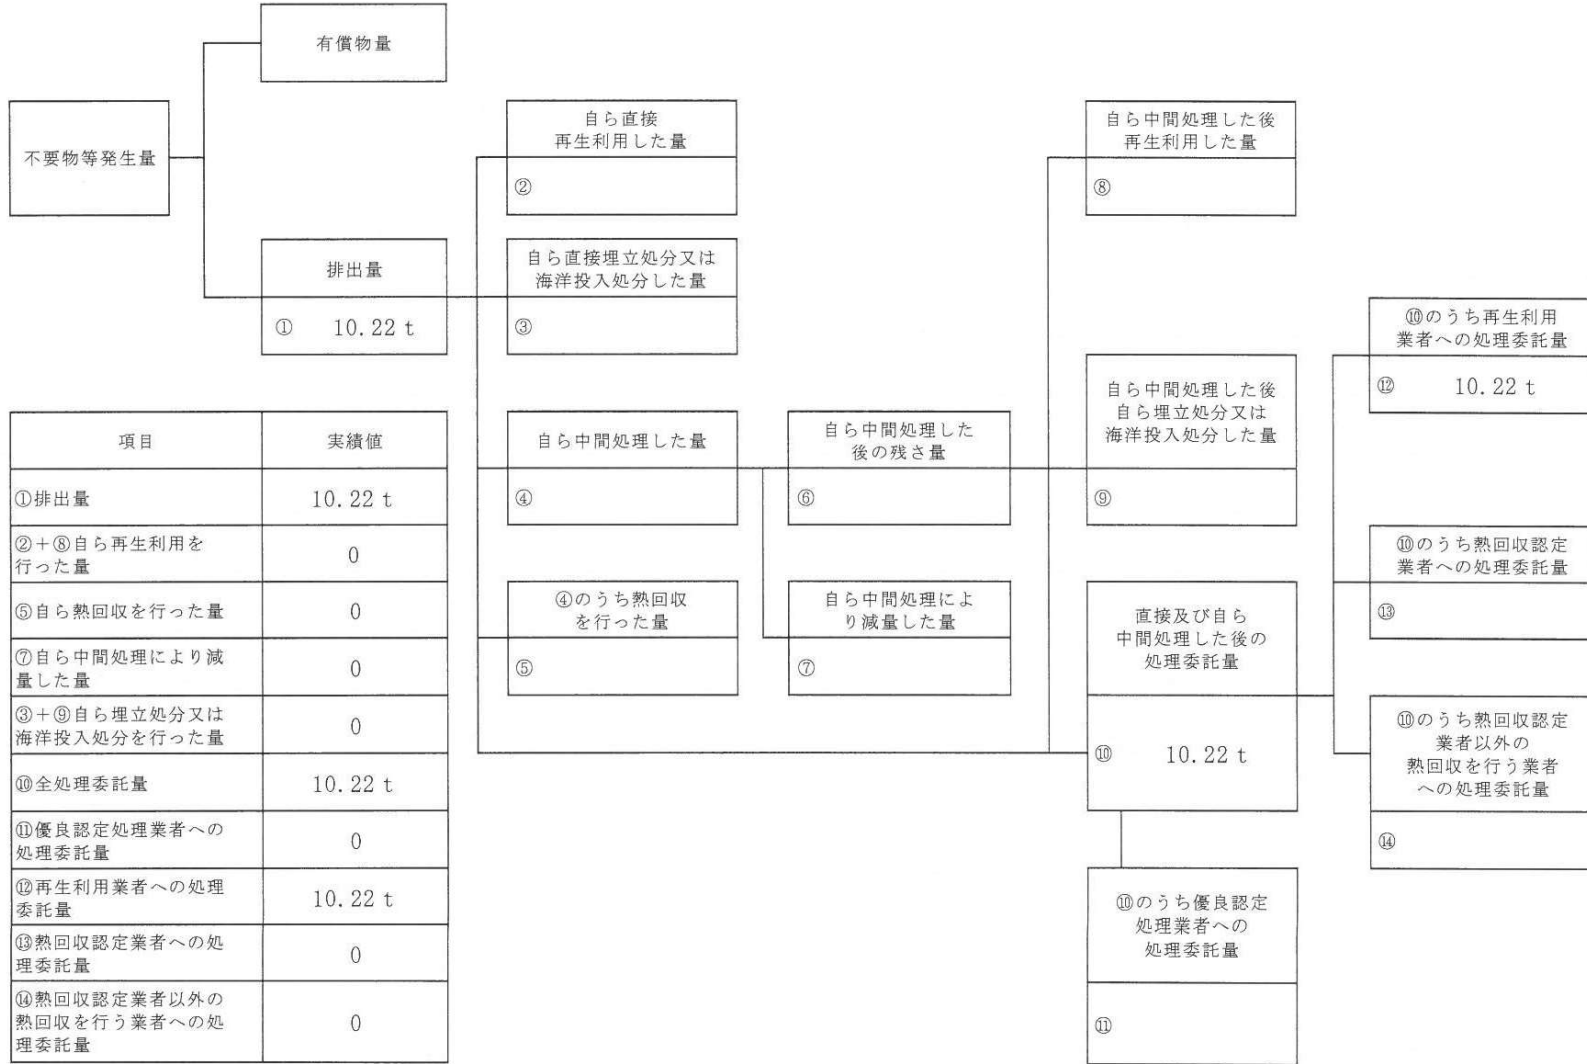 有償物量
不要物等発生量
排出量
① 10.22 t
自ら直接
再生利用した量
②
自ら直接埋立処分又は
海洋投入処分した量
③
自ら中間処理した量
④
④のうち熱回収
を行った量
⑤
自ら中間処理した
後の残さ量
⑥
自ら中間処理によ
り減量した量
⑦
自ら中間処理した後
再生利用した量
⑧
自ら中間処理した後
自ら埋立処分又は
海洋投入処分した量
⑨
直接及び自ら
中間処理した後の
処理委託量
⑩ 10.22 t
⑩のうち優良認定
処理業者への
処理委託量
⑪
⑩のうち再生利用
業者への処理委託量
⑫ 10.22 t
⑩のうち熱回収認定
業者への処理委託量
⑬
⑩のうち熱回収認定
業者以外の
熱回収を行う業者
への処理委託量
⑭
項目 実績値
①排出量 10.22 t
②＋⑧自ら再生利用を
行った量 0
⑤自ら熱回収を行った量 0
⑦自ら中間処理により減
量した量 0
③＋⑨自ら埋立処分又は
海洋投入処分を行った量 0
⑩全処理委託量 10.22 t
⑪優良認定処理業者への
処理委託量 0
⑫再生利用業者への処理
委託量 10.22 t
⑬熱回収認定業者への処
理委託量 0
⑭熱回収認定業者以外の
熱回収を行う業者への処
理委託量 0